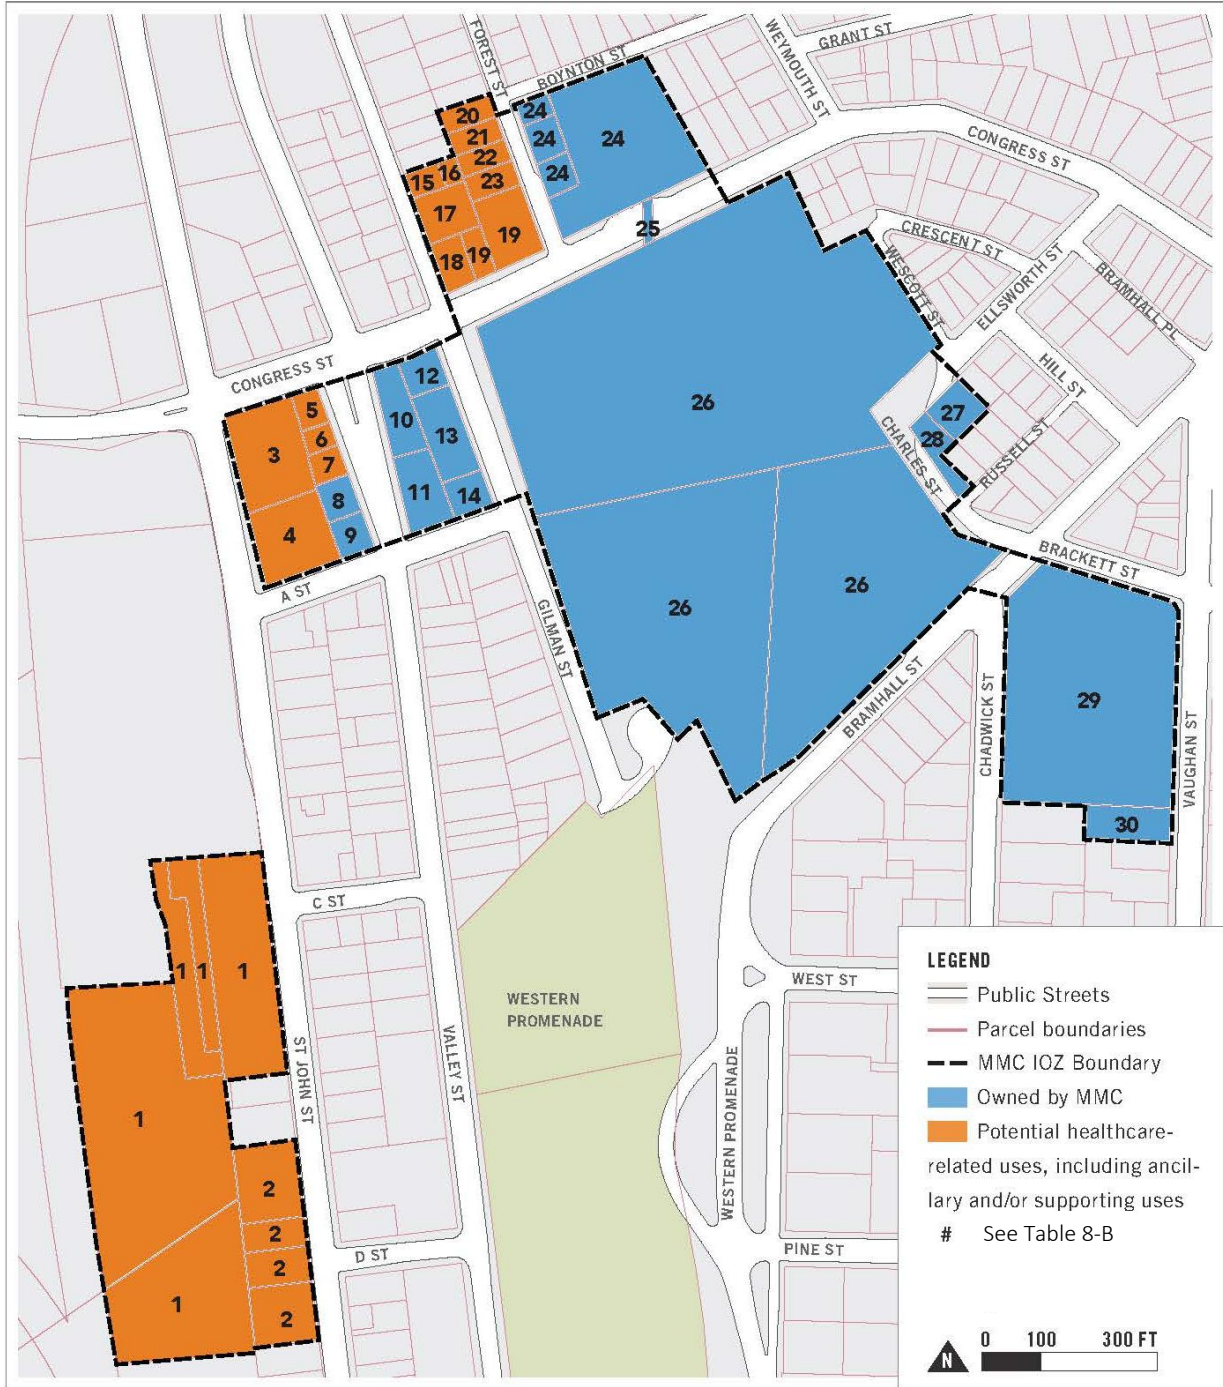 FOREST ST
BOYNTON ST
WEYMOUTH ST
GRANT ST
CONGRESS ST
20
21
22
23
15
16
17
18
19
19
24
24
24
24
25
CRESCENT ST
WESCOTT ST
ELLSWORTH ST
BRAMHALL PL
HILL ST
RUSSELL ST
CHARLES ST
CONGRESS ST
3
4
5
6
7
8
9
10
11
12
13
14
26
26
26
27
28
A ST
GILMAN ST
BRACKETT ST
BRAMHALL ST
CHADWICK ST
VAUGHAN ST
29
30
C ST
1
1
1
1
1
2
2
2
2
ST JOHN ST
VALLEY ST
D ST
WESTERN
PROMENADE
WESTERN PROMENADE
WEST ST
PINE ST
LEGEND
Public Streets
Parcel boundaries
MMC IOZ Boundary
Owned by MMC
Potential healthcare-
related uses, including ancil-
lary and/or supporting uses
# See Table 8-B
N
0 100 300 FT